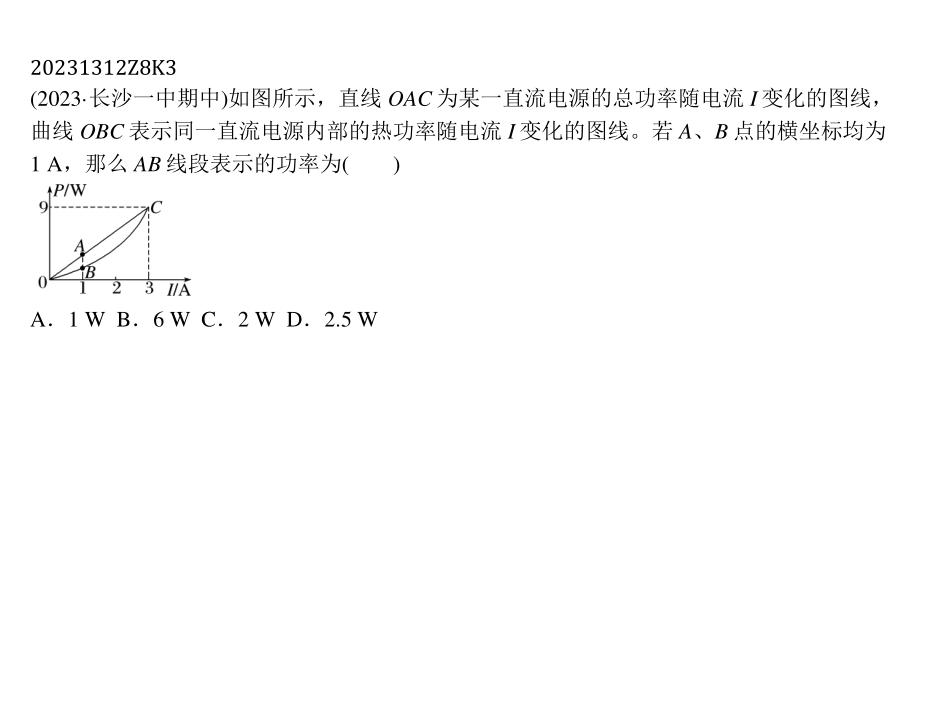 20231312Z8K3
(2023·长沙一中期中)如图所示，直线 OAC 为某一直流电源的总功率随电流 I 变化的图线，
曲线 OBC 表示同一直流电源内部的热功率随电流 I 变化的图线。若 A、B 点的横坐标均为
1 A，那么 AB 线段表示的功率为(　　)
P/W
9
C
A
B
0
1 2 3 I/A
A．1 W B．6 W C．2 W D．2.5 W